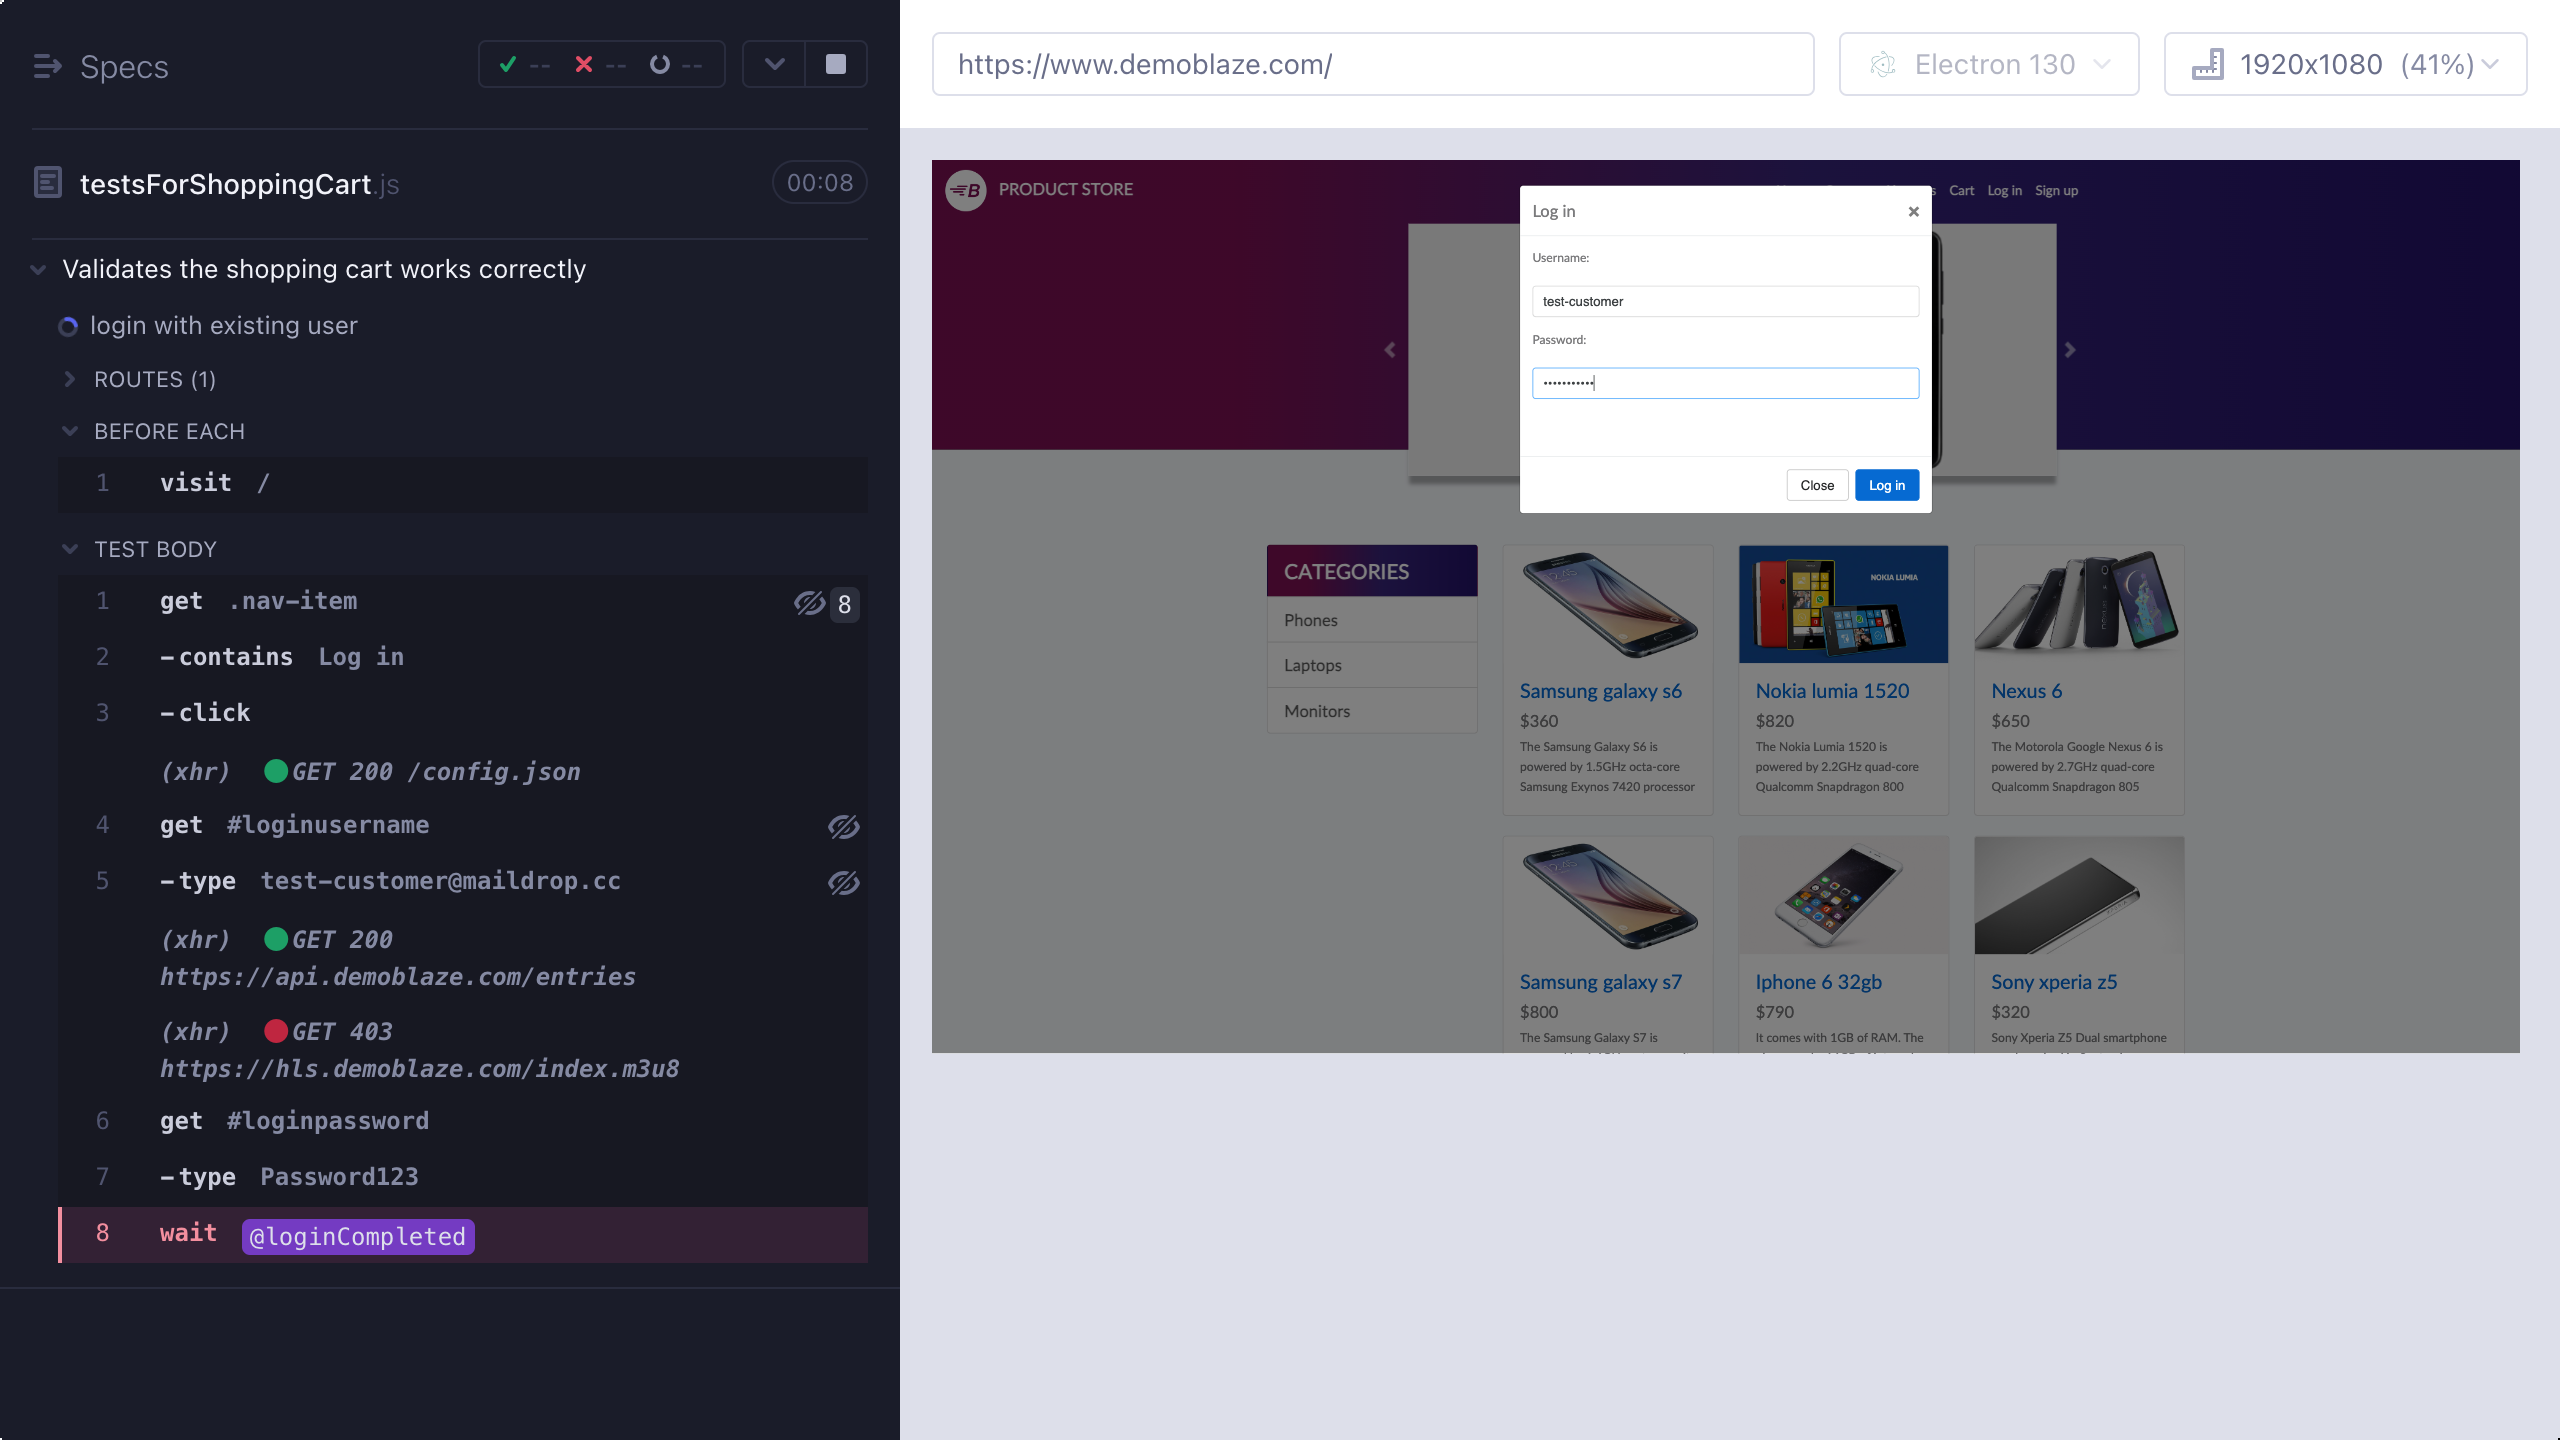 Specs
-- -- --
testsForShoppingCart.js
00:08
Validates the shopping cart works correctly
login with existing user
ROUTES (1)
BEFORE EACH
1 visit /
TEST BODY
1 get .nav-item 8
2 -contains Log in
3 -click
(xhr) GET 200 /config.json
4 get #loginusername
5 -type test-customer@maildrop.cc
(xhr) GET 200
https://api.demoblaze.com/entries
(xhr) GET 403
https://hls.demoblaze.com/index.m3u8
6 get #loginpassword
7 -type Password123
8 wait @loginCompleted
https://www.demoblaze.com/
Electron 130
1920x1080 (41%)
PRODUCT STORE
Cart Log in Sign up
Log in
Username:
test-customer
Password:
Close Log in
CATEGORIES
Phones
Laptops
Monitors
Samsung galaxy s6
$360
The Samsung Galaxy S6 is
powered by 1.5GHz octa-core
Samsung Exynos 7420 processor
NOKIA LUMIA
Nokia lumia 1520
$820
The Nokia Lumia 1520 is
powered by 2.2GHz quad-core
Qualcomm Snapdragon 800
Nexus 6
$650
The Motorola Google Nexus 6 is
powered by 2.7GHz quad-core
Qualcomm Snapdragon 805
Samsung galaxy s7
$800
The Samsung Galaxy S7 is
Iphone 6 32gb
$790
It comes with 1GB of RAM. The
Sony xperia z5
$320
Sony Xperia Z5 Dual smartphone